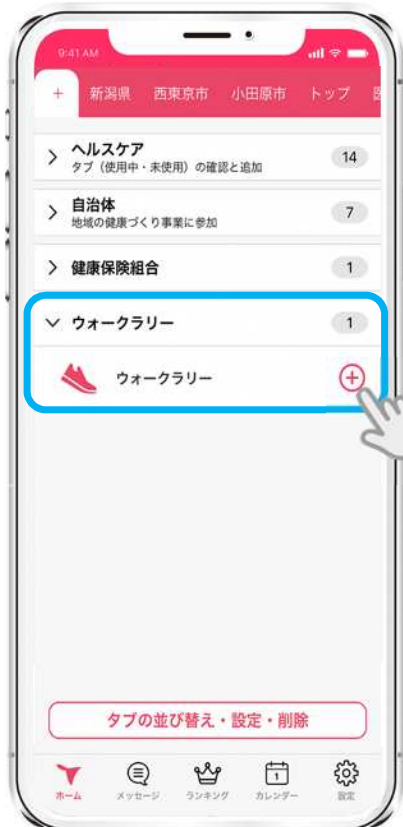 9:41 AM
+ 新潟県 西東京市 小田原市 トップ
ヘルスケア
タブ（使用中・未使用）の確認と追加
14
自治体
地域の健康づくり事業に参加
7
健康保険組合
1
ウォークラリー
1
ウォークラリー
タブの並び替え・設定・削除
ホーム メッセージ ランキング カレンダー 設定
1